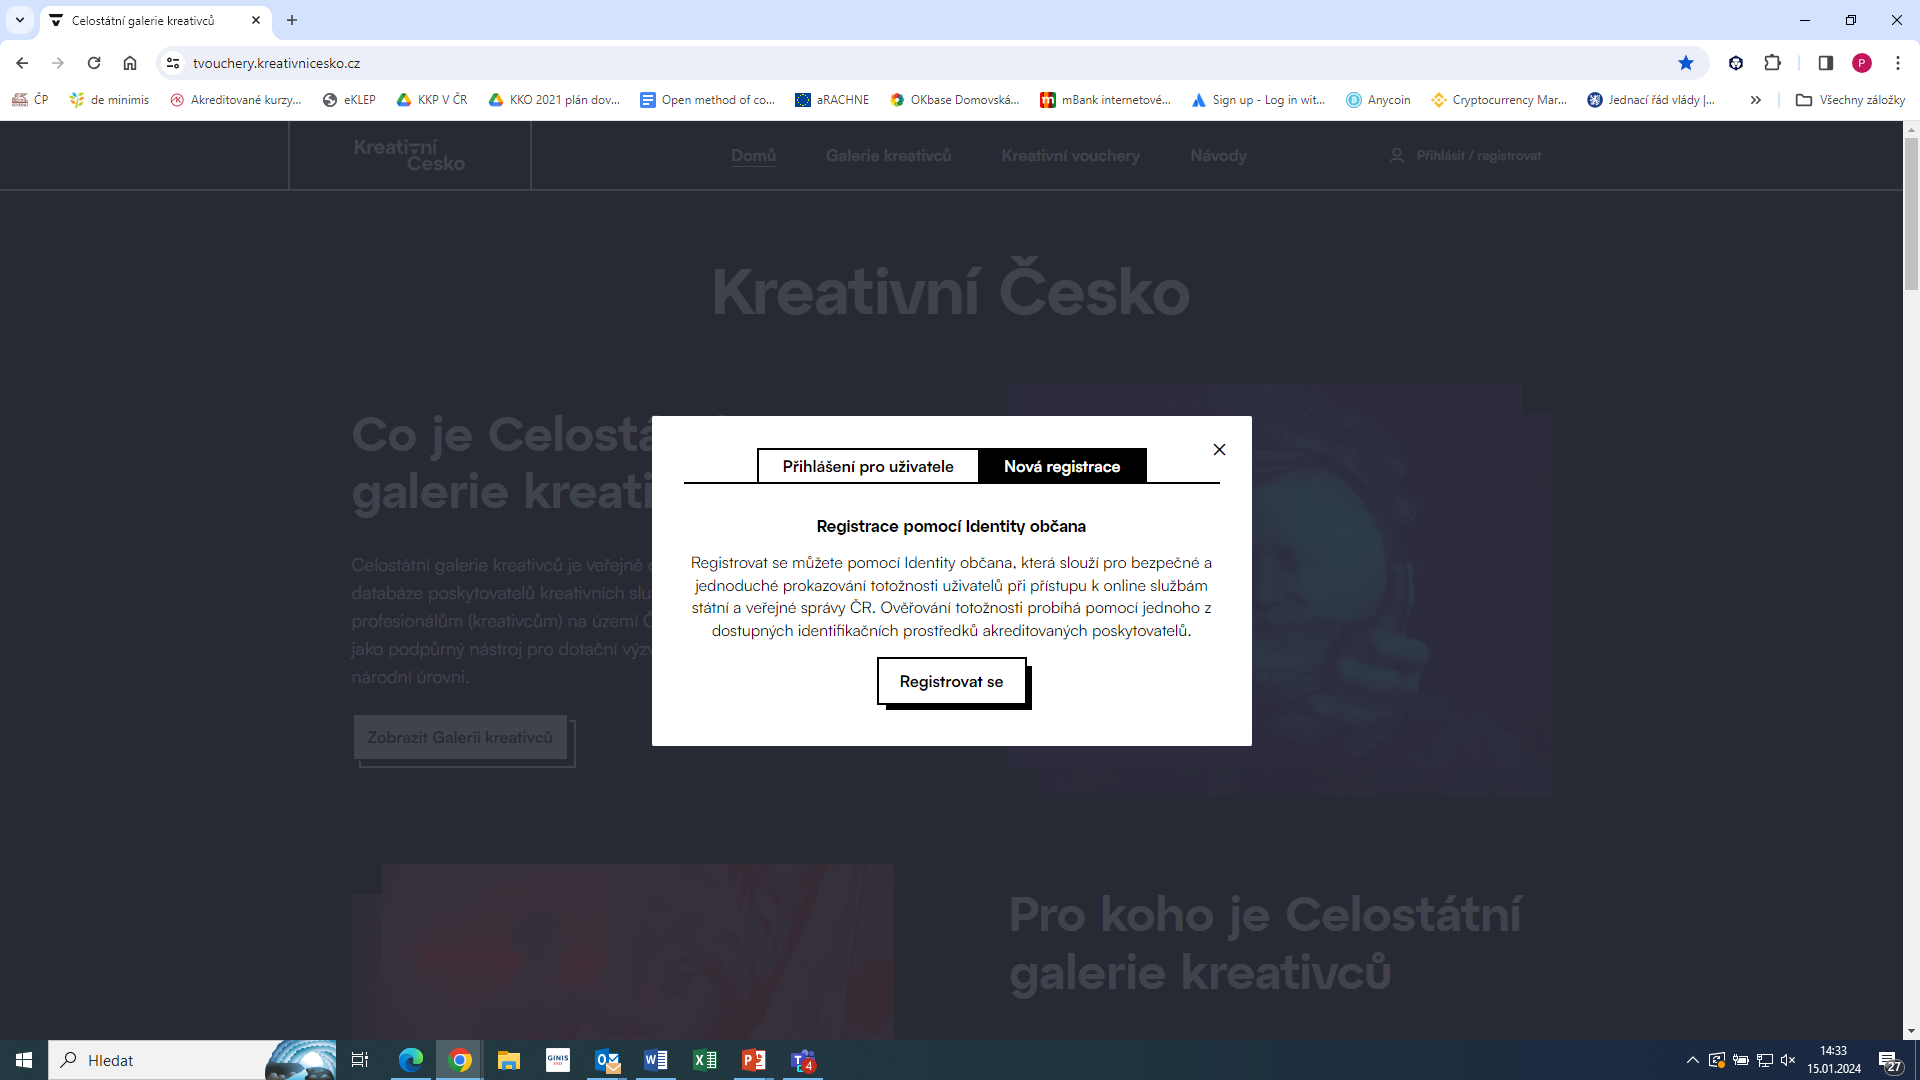 Celostátní galerie kreativců
tvouchery.kreativnicesko.cz
P
ČP
de minimis
Akreditované kurzy...
eKLEP
KKP V ČR
KKO 2021 plán dov...
Open method of co...
aRACHNE
OKbase Domovská...
mBank internetové...
Sign up - Log in wit...
Anycoin
Cryptocurrency Mar...
Jednací řád vlády |...
Všechny záložky
Kreativní
Česko
Domů
Galerie kreativců
Kreativní vouchery
Návody
Přihlásit / registrovat
Kreativní Česko
Co je Celostá
galerie kreati
Celostátní galerie kreativců je veřejně
databáze poskytovatelů kreativních slu
profesionálům (kreativcům) na území
jako podpůrný nástroj pro dotační výzv
národní úrovni.
Zobrazit Galerii kreativců
Přihlášení pro uživatele
Nová registrace
Registrace pomocí Identity občana
Registrovat se můžete pomocí Identity občana, která slouží pro bezpečné a
jednoduché prokazování totožnosti uživatelů při přístupu k online službám
státní a veřejné správy ČR. Ověřování totožnosti probíhá pomocí jednoho z
dostupných identifikačních prostředků akreditovaných poskytovatelů.
Registrovat se
Pro koho je Celostátní
galerie kreativců
Hledat
GINIS
4
14:33
15.01.2024
27